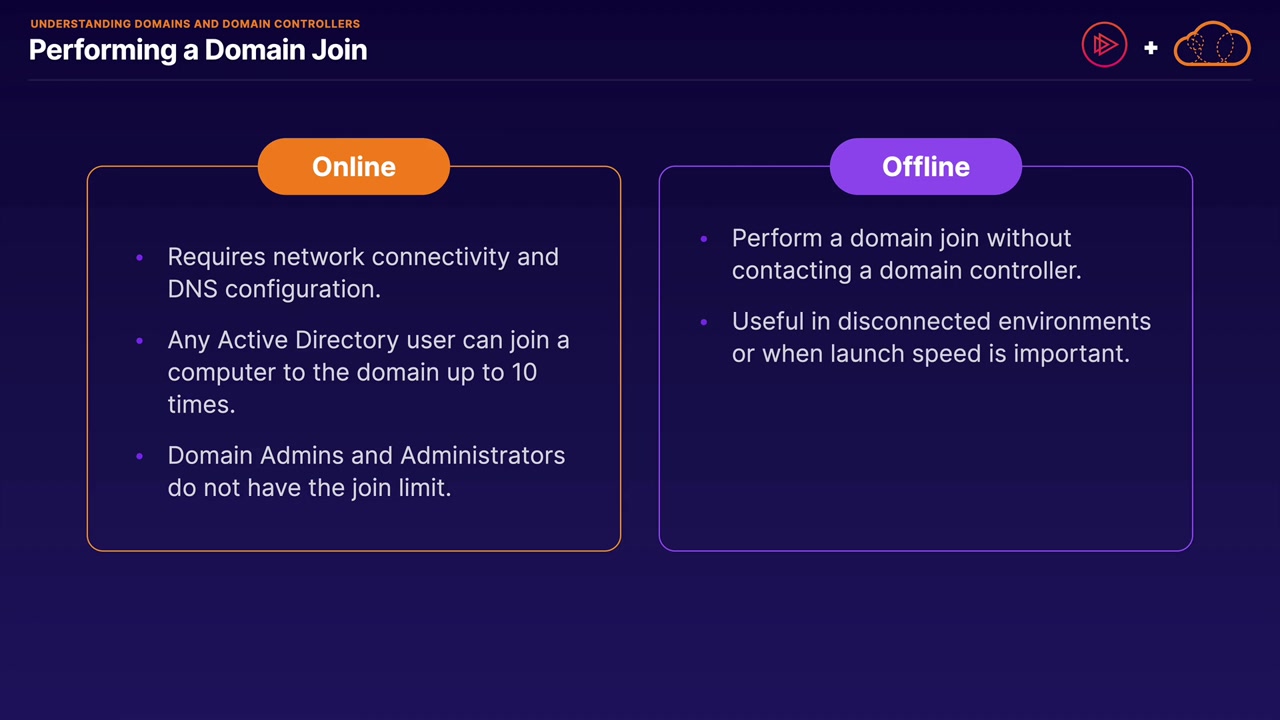 UNDERSTANDING DOMAINS AND DOMAIN CONTROLLERS
Performing a Domain Join
+
Online
Requires network connectivity and
DNS configuration.
Any Active Directory user can join a
computer to the domain up to 10
times.
Domain Admins and Administrators
do not have the join limit.
Offline
Perform a domain join without
contacting a domain controller.
Useful in disconnected environments
or when launch speed is important.